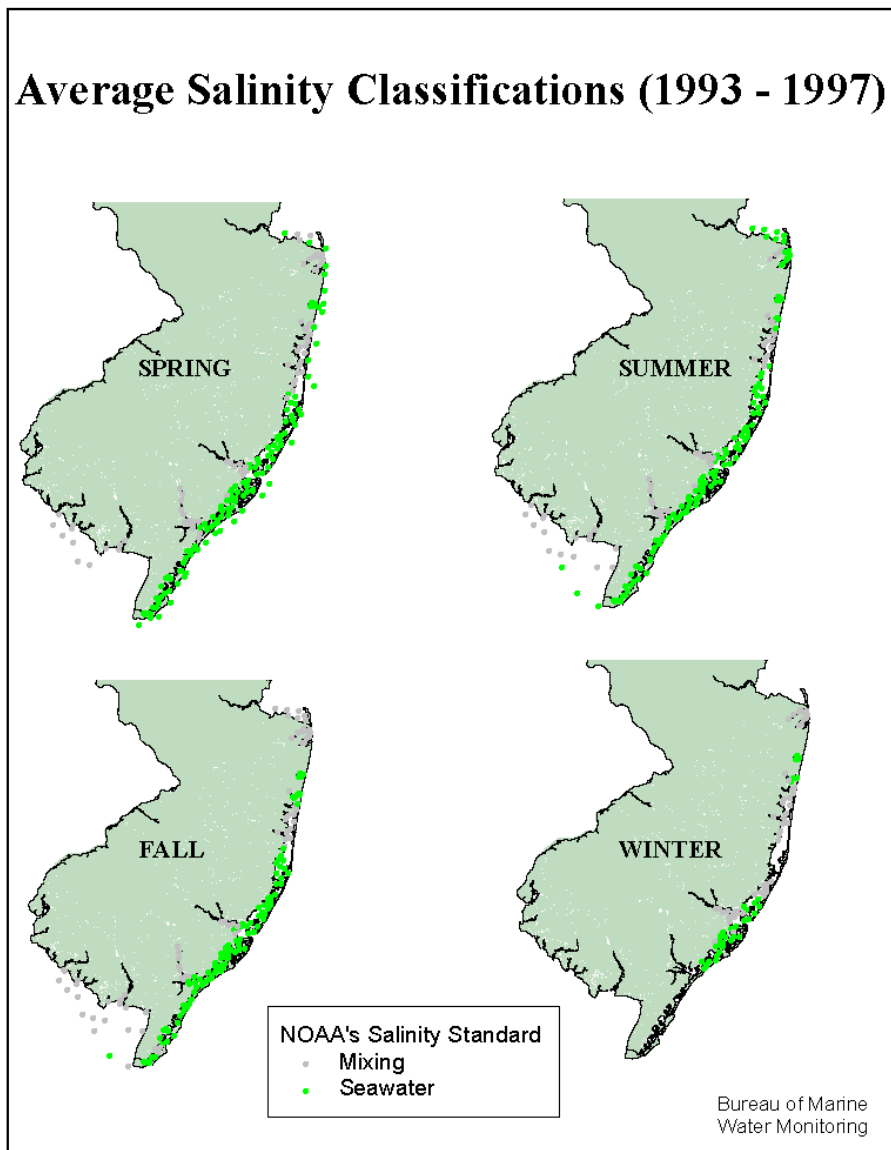 Average Salinity Classifications (1993 - 1997)
SPRING
SUMMER
FALL
WINTER
NOAA's Salinity Standard
Mixing
Seawater
Bureau of Marine
Water Monitoring